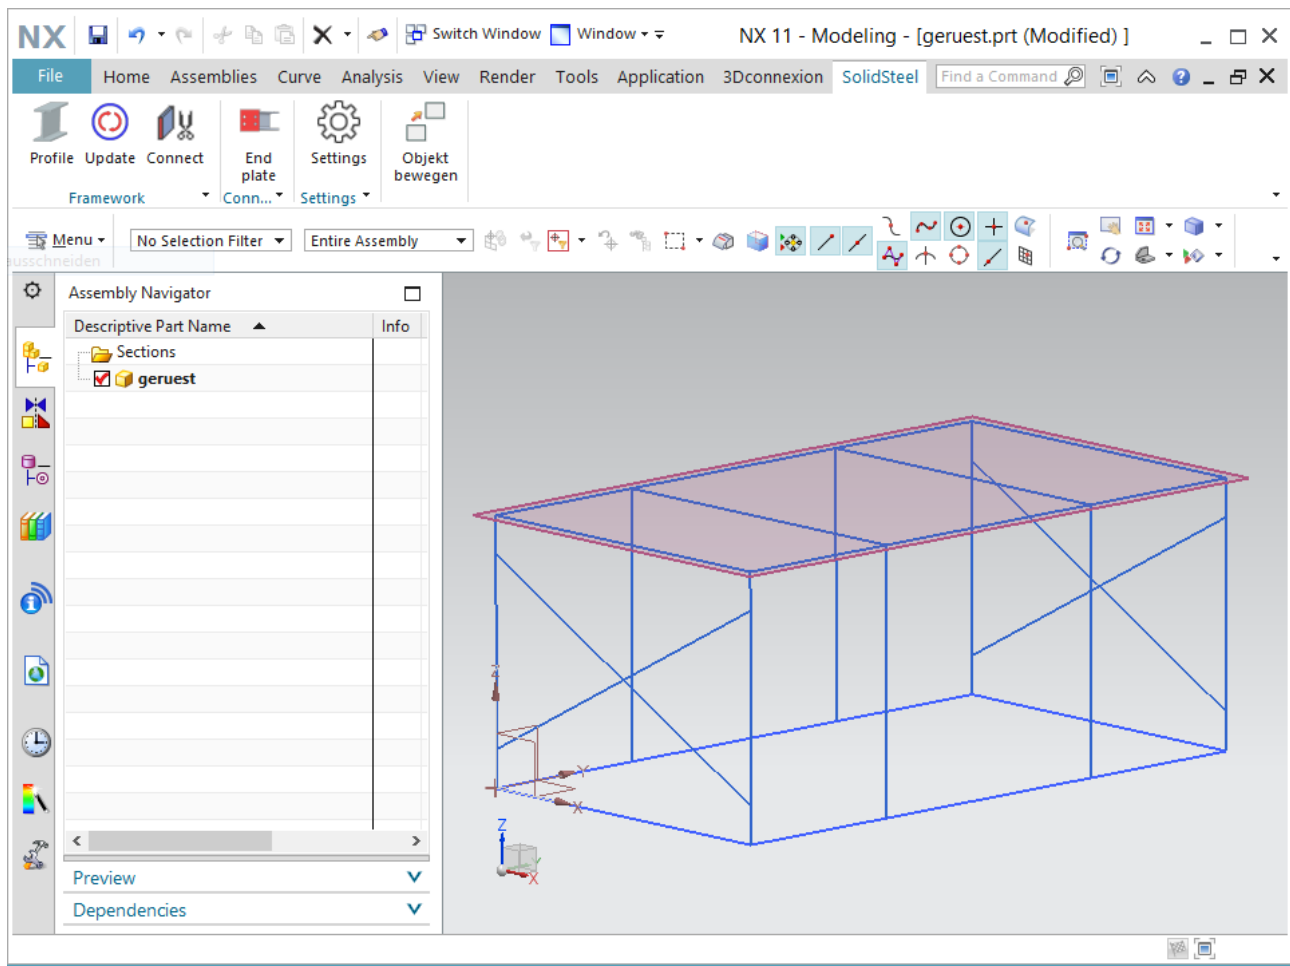 NX Switch Window Window NX 11 - Modeling - [geruest.prt (Modified) ]
File Home Assemblies Curve Analysis View Render Tools Application 3Dconnexion SolidSteel Find a Command
Profile Update Connect End plate Settings Objekt bewegen
Framework Conn... Settings
Menu No Selection Filter Entire Assembly
ausschneiden
Assembly Navigator
Descriptive Part Name Info
Sections
geruest
Z
Y
X
Z
Y
X
Preview
Dependencies